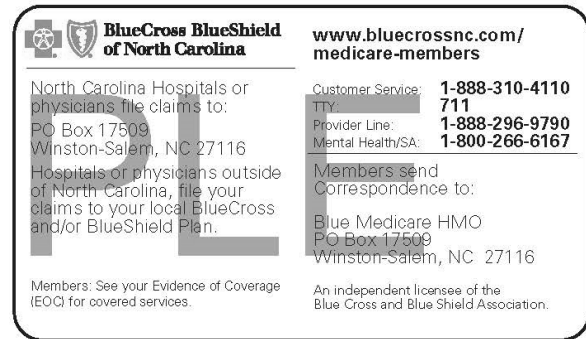 BlueCross BlueShield
of North Carolina
North Carolina Hospitals or
physicians file claims to:
PO Box 17509
Winston-Salem, NC 27116
Hospitals or physicians outside
of North Carolina, file your
claims to your local BlueCross
and/or BlueShield Plan.
Members: See your Evidence of Coverage
(EOC) for covered services.
www.bluecrossnc.com/
medicare-members
Customer Service: 1-888-310-4110
TTY: 711
Provider Line: 1-888-296-9790
Mental Health/SA: 1-800-266-6167
Members send
Correspondence to:
Blue Medicare HMO
PO Box 17509
Winston-Salem, NC 27116
An independent licensee of the
Blue Cross and Blue Shield Association.
PLE